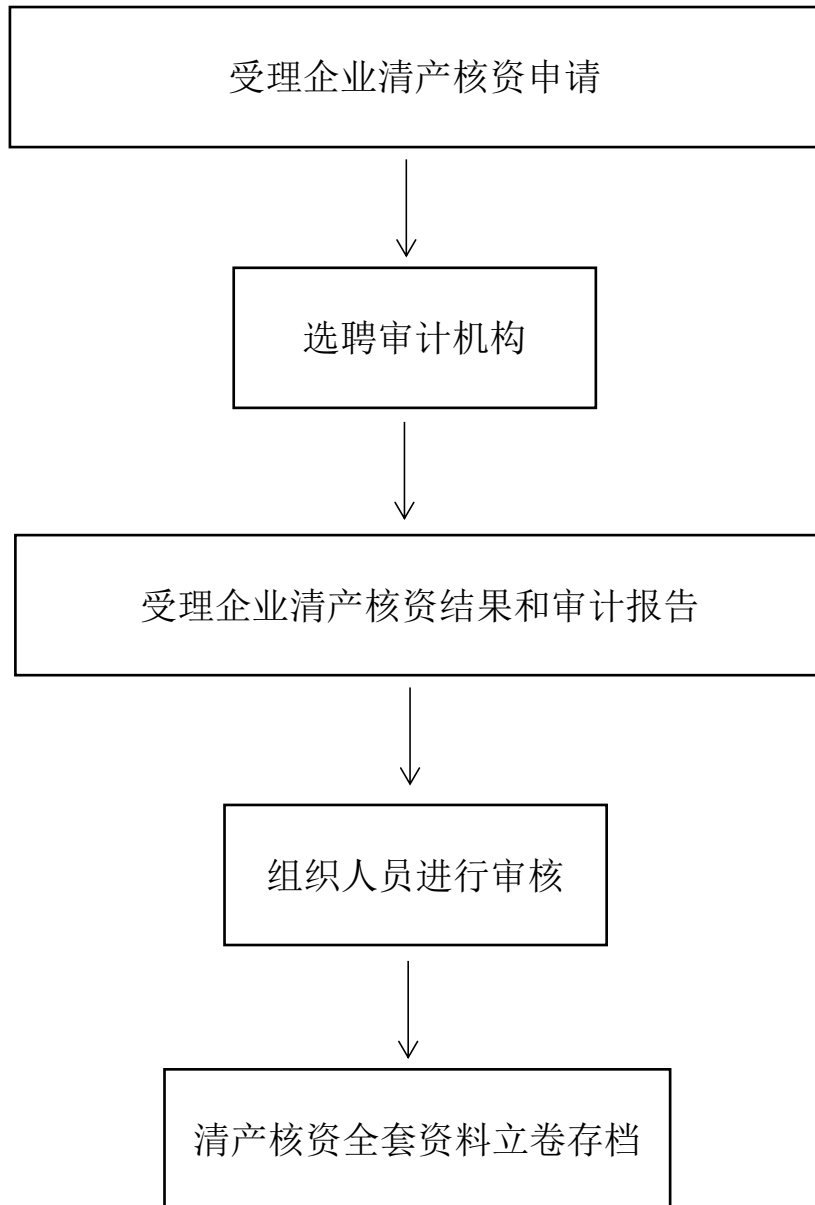 受理企业清产核资申请
选聘审计机构
受理企业清产核资结果和审计报告
组织人员进行审核
清产核资全套资料立卷存档